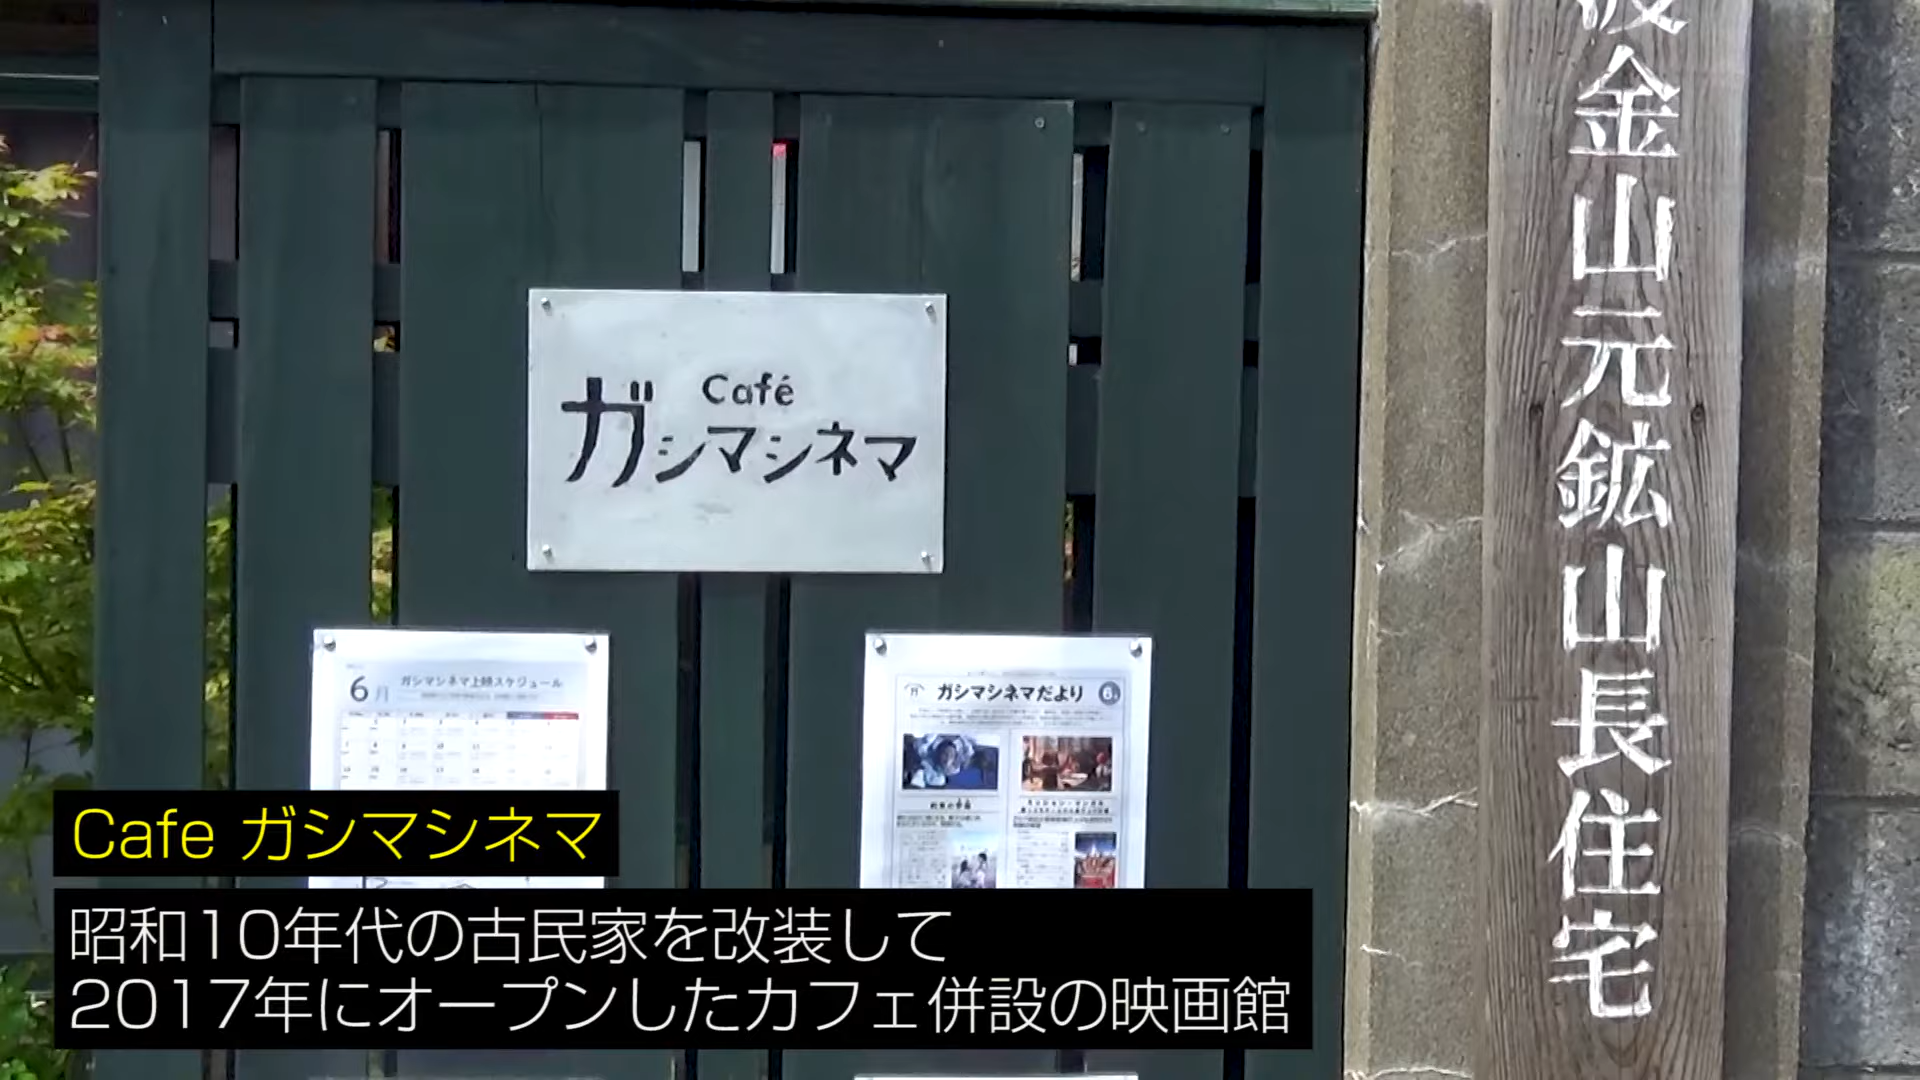 Café
ガシマシネマ
金山元鉱山長住宅
6月 ガシマシネマ上映スケジュール
ガシマシネマだより 6
Cafe ガシマシネマ
昭和10年代の古民家を改装して
2017年にオープンしたカフェ併設の映画館